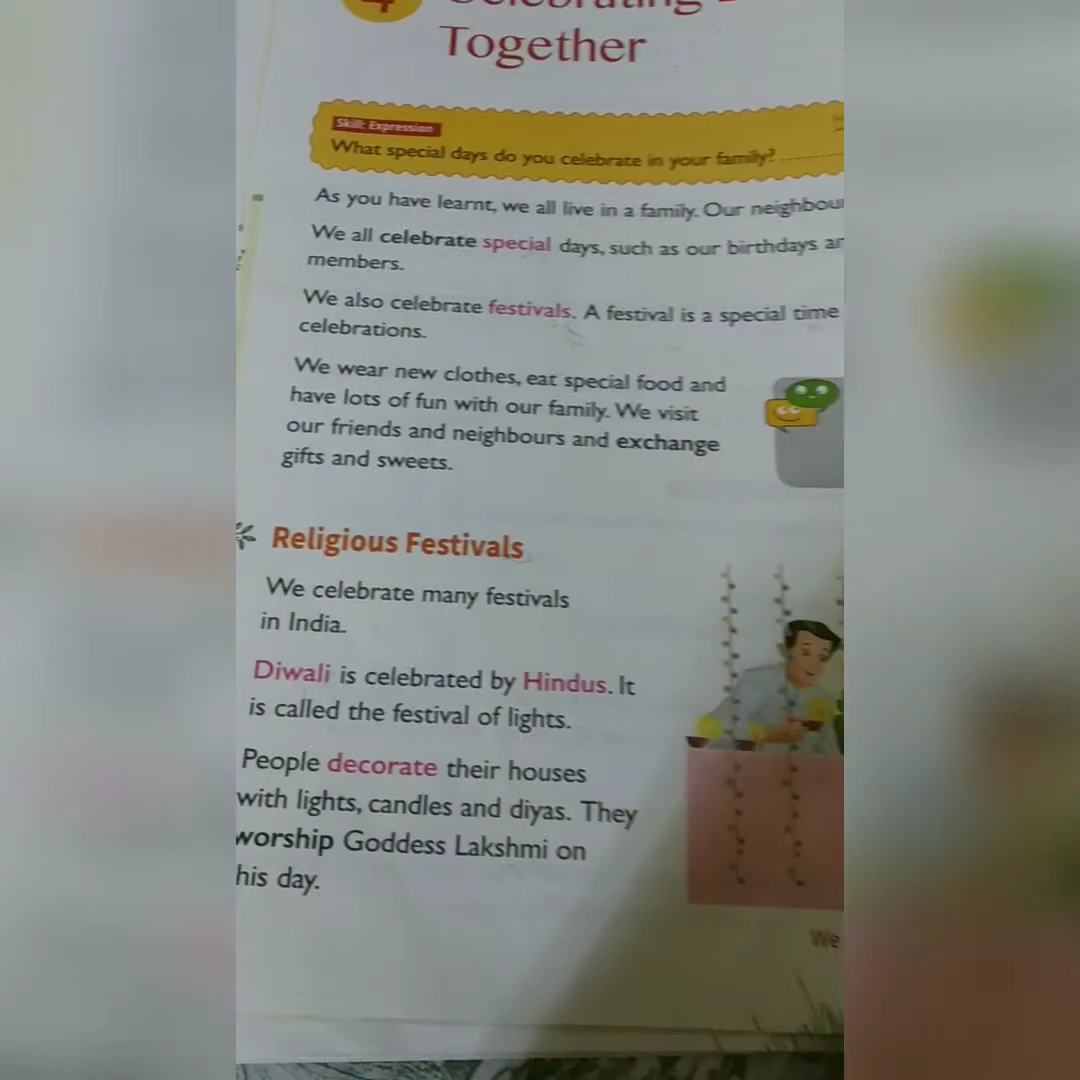 4 Celebrating
Together
Skill: Expression
What special days do you celebrate in your family?
As you have learnt, we all live in a family. Our
We all celebrate special days, such as our birthdays
members.
We also celebrate festivals. A festival is a special time
celebrations.
We wear new clothes, eat special food and
have lots of fun with our family. We visit
our friends and neighbours and exchange
gifts and sweets.
Religious Festivals
We celebrate many festivals
in India.
Diwali is celebrated by Hindus. It
is called the festival of lights.
People decorate their houses
with lights, candles and diyas. They
worship Goddess Lakshmi on
his day.
We